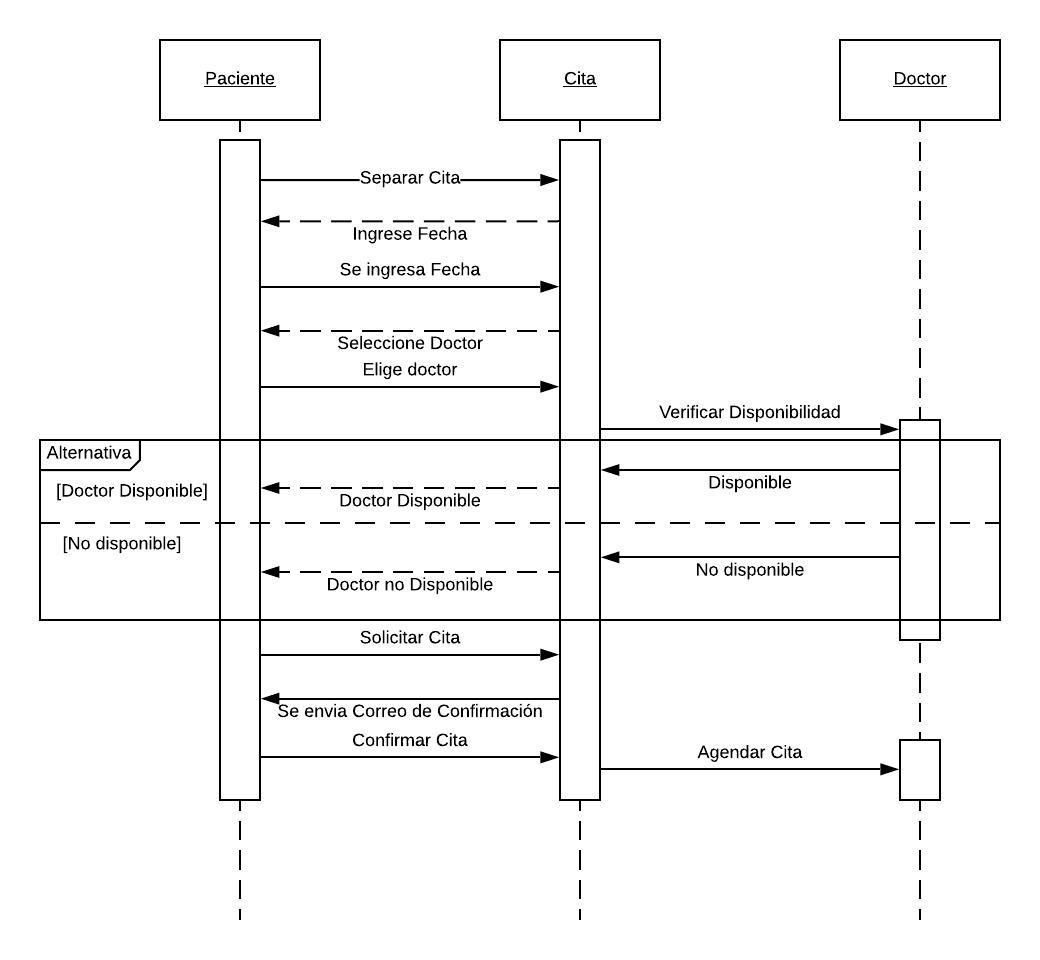 Paciente
Cita
Doctor
Separar Cita
Ingrese Fecha
Se ingresa Fecha
Seleccione Doctor
Elige doctor
Verificar Disponibilidad
Alternativa
Disponible
[Doctor Disponible]
Doctor Disponible
[No disponible]
No disponible
Doctor no Disponible
Solicitar Cita
Se envia Correo de Confirmación
Confirmar Cita
Agendar Cita